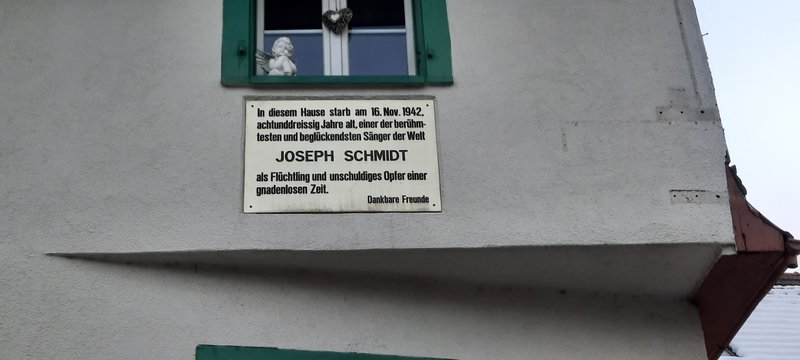 In diesem Hause starb am 16. Nov. 1942,
achtunddreissig Jahre alt, einer der berühm-
testen und beglückendsten Sänger der Welt
JOSEPH SCHMIDT
als Flüchtling und unschuldiges Opfer einer
gnadenlosen Zeit.
Dankbare Freunde